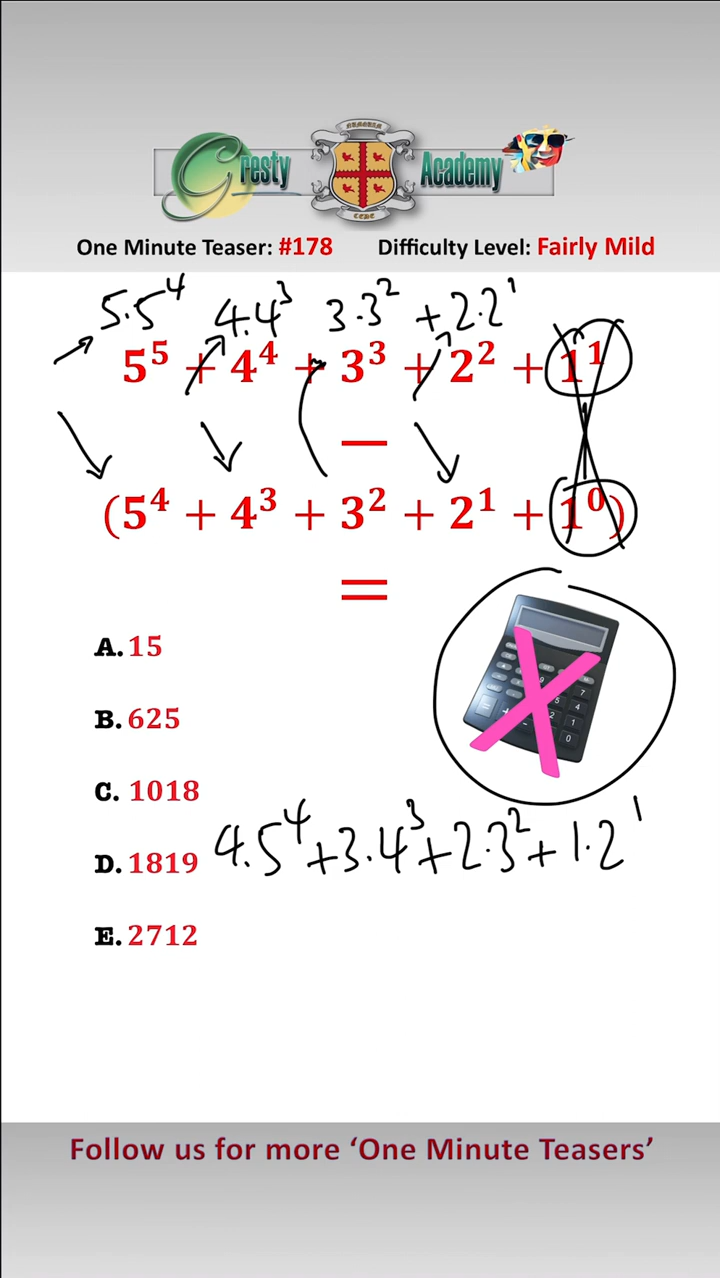 MEMORIAM
Gresty Academy
CEDE
One Minute Teaser: #178 Difficulty Level: Fairly Mild
5.5⁴ 4.4³ 3.3² +2.2¹
5⁵ + 4⁴ + 3³ + 2² + 1¹
−
(5⁴ + 4³ + 3² + 2¹ + 1⁰)
=
A. 15
B. 625
C. 1018
4.5⁴+3.4³+2.3²+1.2¹
D. 1819
E. 2712
Follow us for more ‘One Minute Teasers’